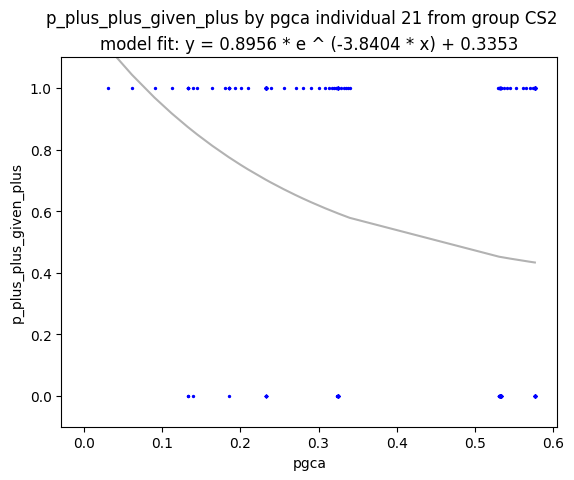 p_plus_plus_given_plus by pgca individual 21 from group CS2
model fit: y = 0.8956 * e ^ (-3.8404 * x) + 0.3353
p_plus_plus_given_plus
1.0
0.8
0.6
0.4
0.2
0.0
0.0 0.1 0.2 0.3 0.4 0.5 0.6
pgca